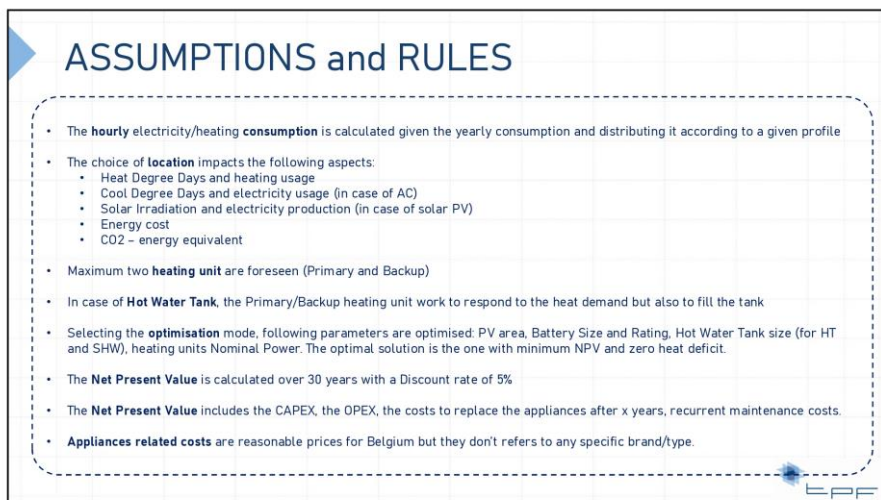 ASSUMPTIONS and RULES
• The hourly electricity/heating consumption is calculated given the yearly consumption and distributing it according to a given profile
• The choice of location impacts the following aspects:
• Heat Degree Days and heating usage
• Cool Degree Days and electricity usage (in case of AC)
• Solar Irradiation and electricity production (in case of solar PV)
• Energy cost
• CO2 – energy equivalent
• Maximum two heating unit are foreseen (Primary and Backup)
• In case of Hot Water Tank, the Primary/Backup heating unit work to respond to the heat demand but also to fill the tank
• Selecting the optimisation mode, following parameters are optimised: PV area, Battery Size and Rating, Hot Water Tank size (for HT
and SHW), heating units Nominal Power. The optimal solution is the one with minimum NPV and zero heat deficit.
• The Net Present Value is calculated over 30 years with a Discount rate of 5%
• The Net Present Value includes the CAPEX, the OPEX, the costs to replace the appliances after x years, recurrent maintenance costs.
• Appliances related costs are reasonable prices for Belgium but they don't refers to any specific brand/type.
tpf